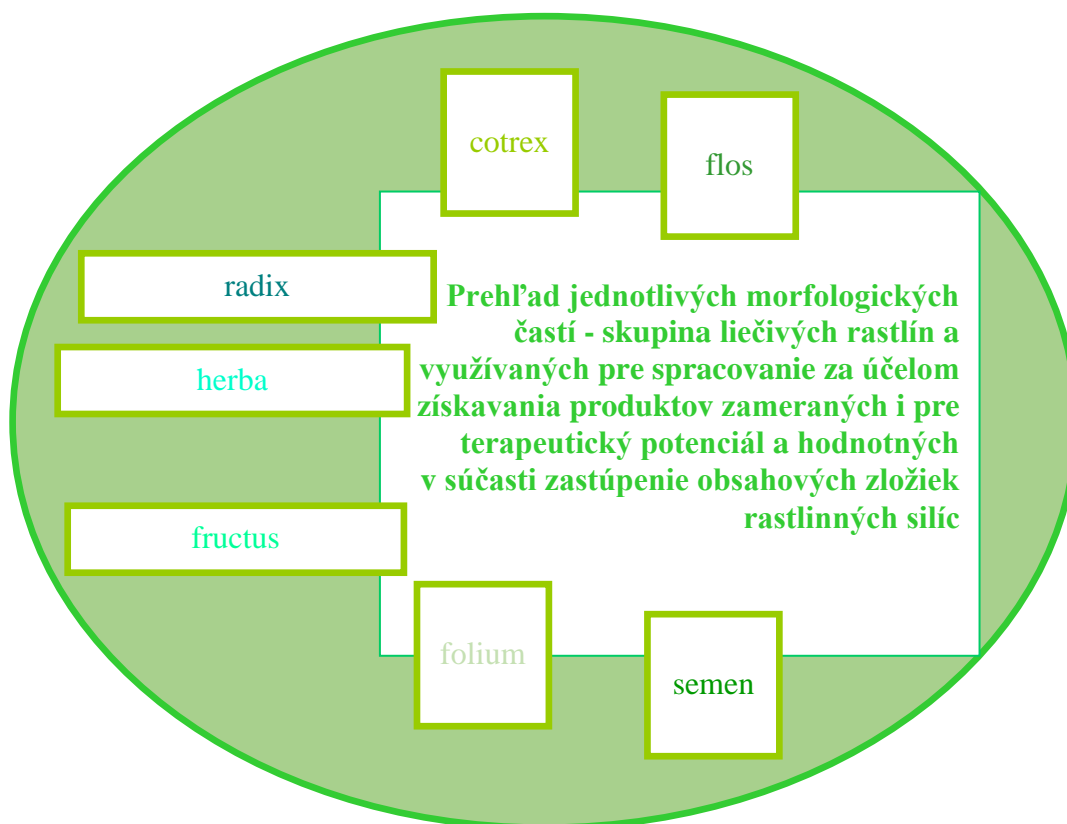 cotrex
flos
radix
herba
fructus
Prehľad jednotlivých morfologických
častí - skupina liečivých rastlín a
využívaných pre spracovanie za účelom
získavania produktov zameraných i pre
terapeutický potenciál a hodnotných
v súčasti zastúpenie obsahových zložiek
rastlinných silíc
folium
semen